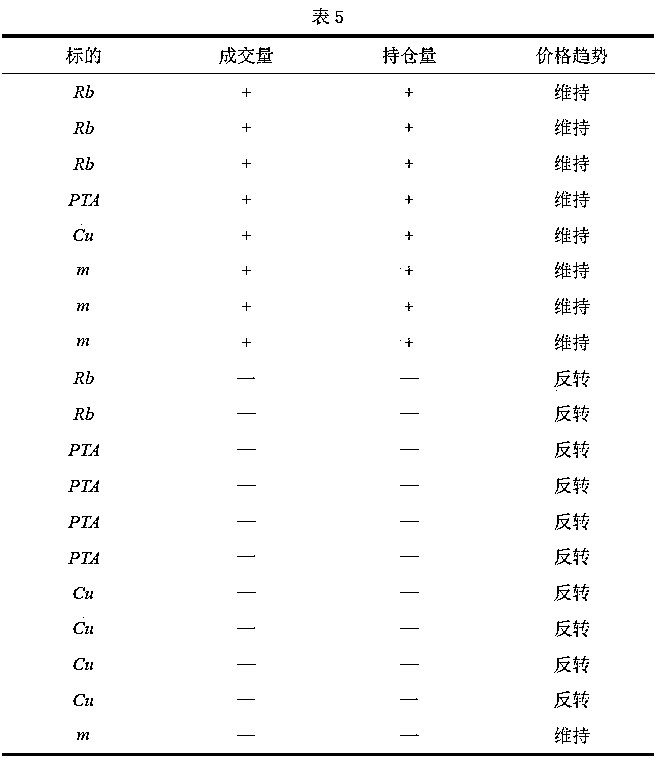 表 5
标的 成交量 持仓量 价格趋势
Rb + + 维持
Rb + + 维持
Rb + + 维持
PTA + + 维持
Cu + + 维持
m + + 维持
m + + 维持
m + + 维持
Rb — — 反转
Rb — — 反转
PTA — — 反转
PTA — — 反转
PTA — — 反转
PTA — — 反转
Cu — — 反转
Cu — — 反转
Cu — — 反转
Cu — — 反转
m — — 维持